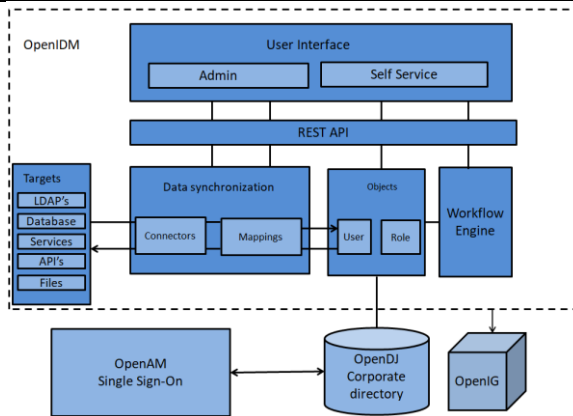 OpenIDM
User Interface
Admin
Self Service
REST API
Targets
LDAP's
Database
Services
API's
Files
Data synchronization
Connectors
Mappings
Objects
User
Role
Workflow
Engine
OpenAM
Single Sign-On
OpenDJ
Corporate
directory
OpenIG